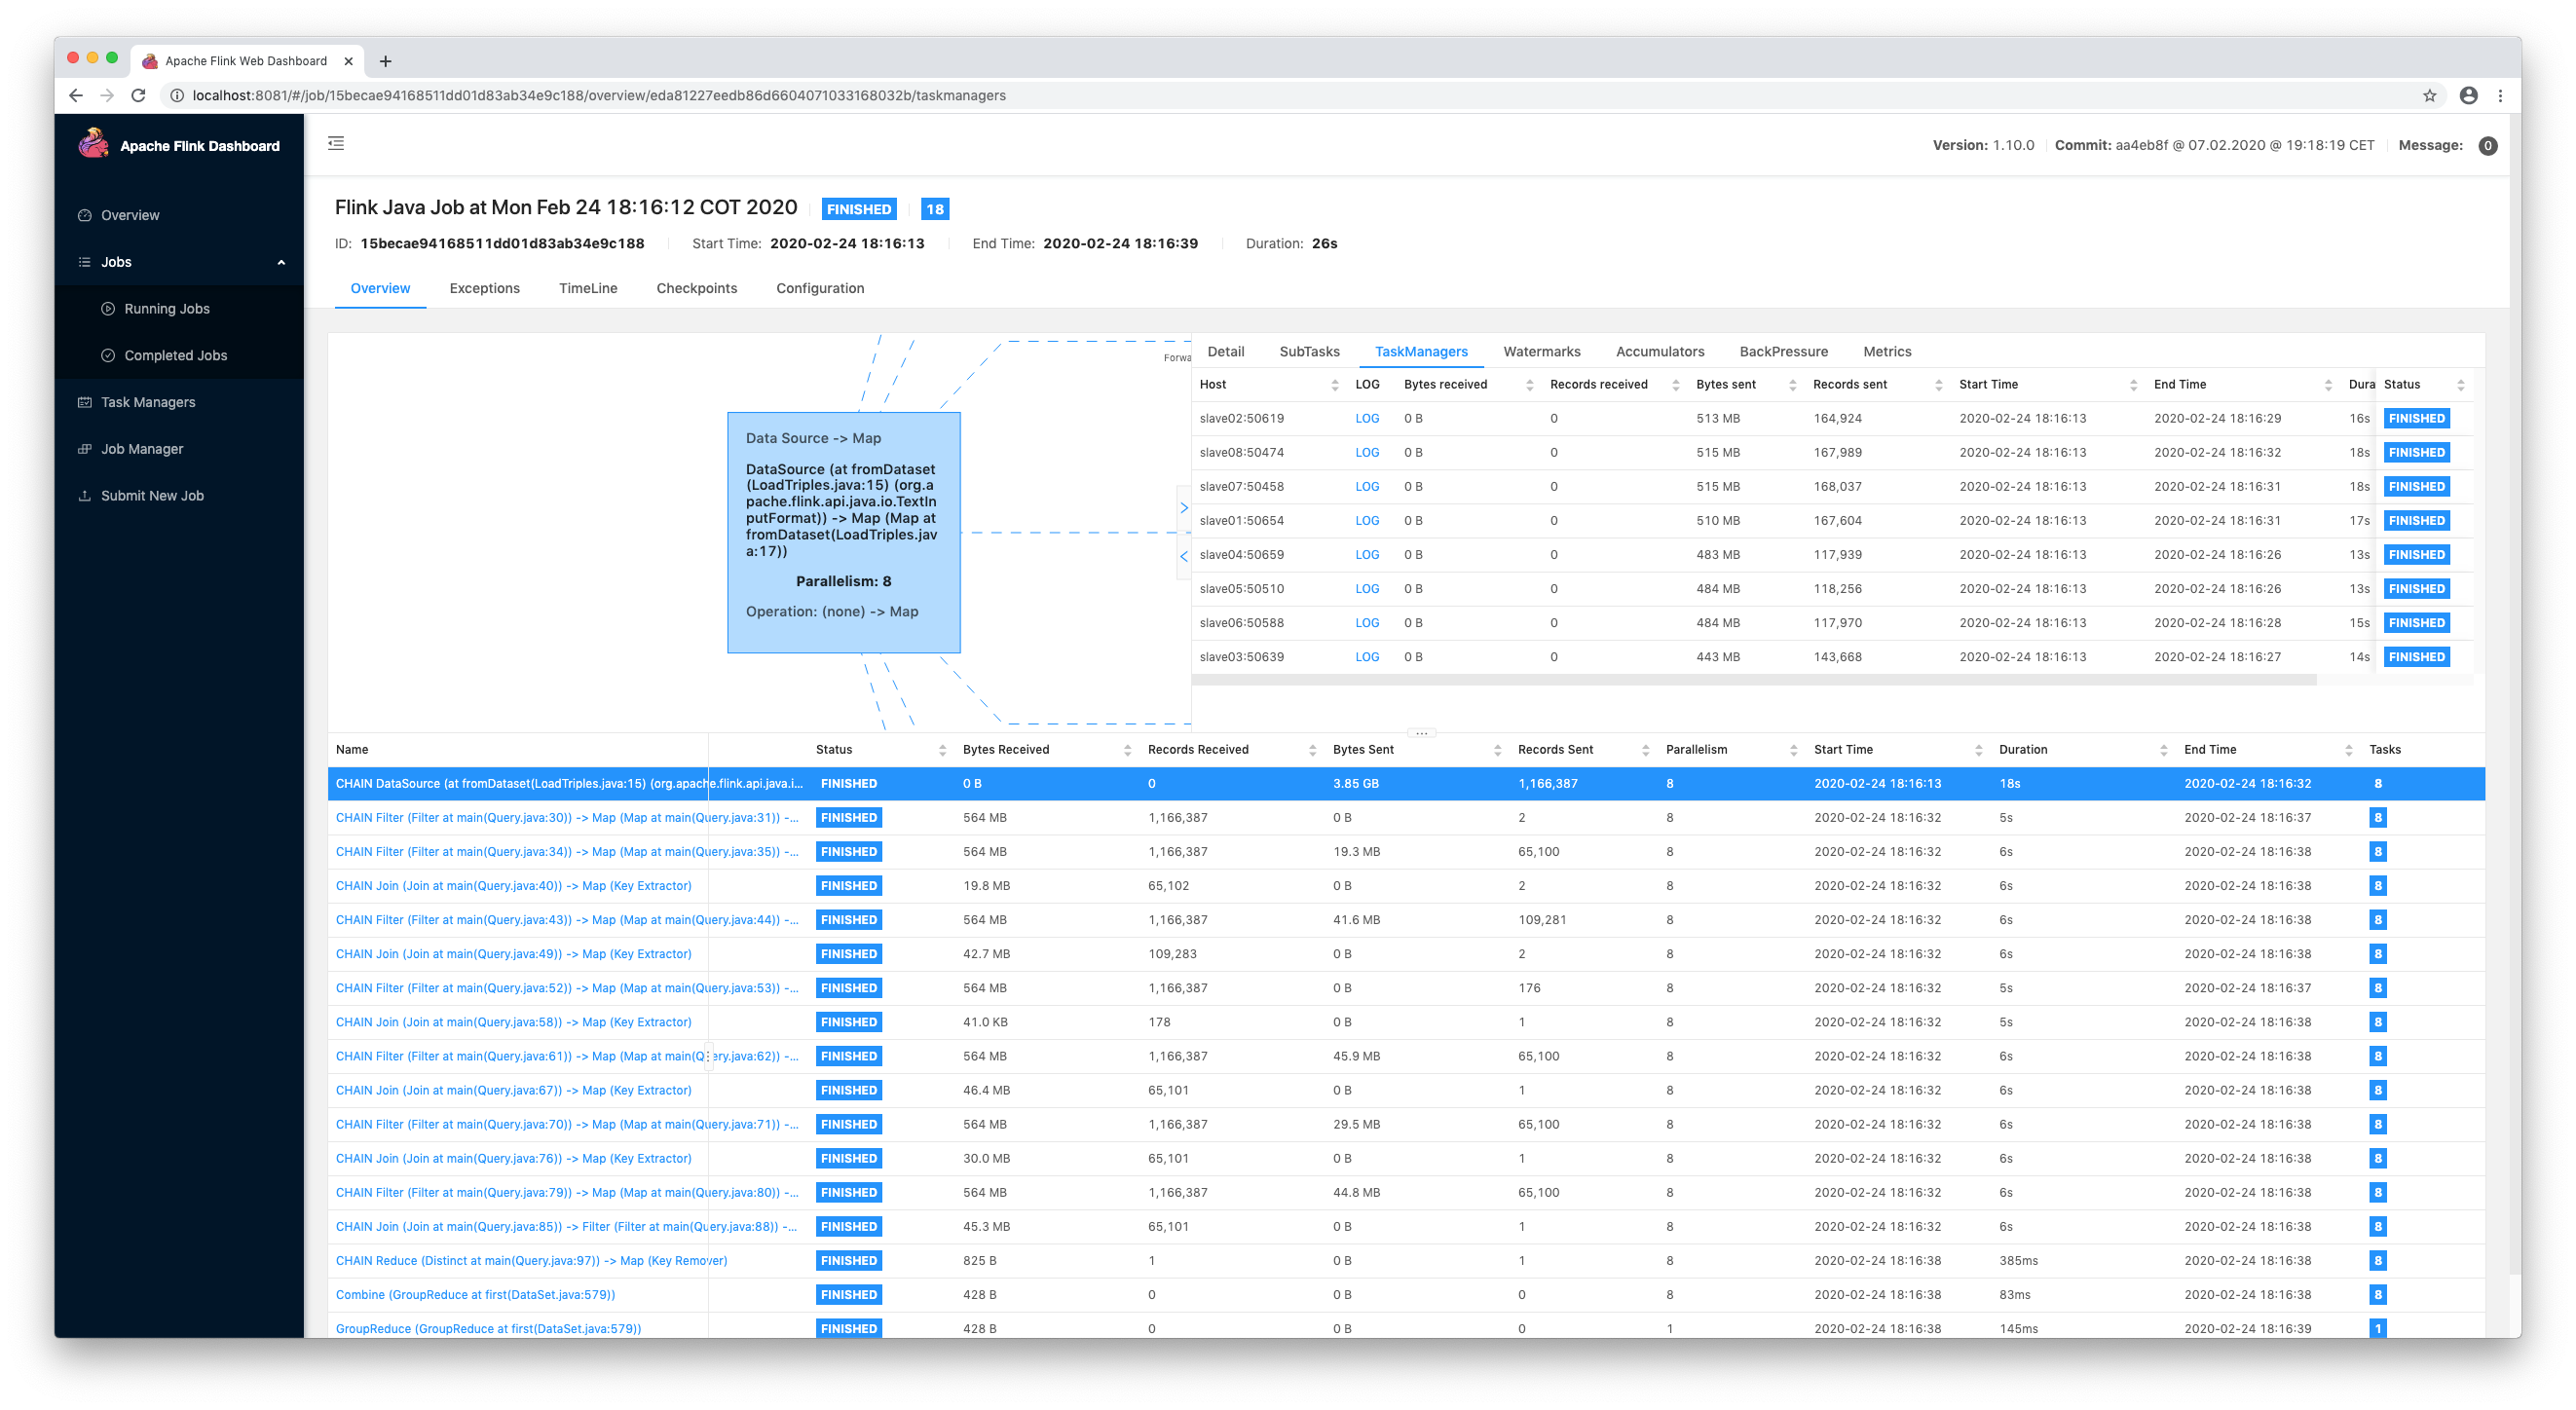 Apache Flink Web Dashboard
localhost:8081/#/job/15becae94168511dd01d83ab34e9c188/overview/eda81227eedb86d6604071033168032b/taskmanagers
Apache Flink Dashboard
Version: 1.10.0 Commit: aa4eb8f @ 07.02.2020 @ 19:18:19 CET Message: 0
Overview
Jobs
Running Jobs
Completed Jobs
Task Managers
Job Manager
Submit New Job
Flink Java Job at Mon Feb 24 18:16:12 COT 2020 FINISHED 18
ID: 15becae94168511dd01d83ab34e9c188 Start Time: 2020-02-24 18:16:13 End Time: 2020-02-24 18:16:39 Duration: 26s
Overview Exceptions TimeLine Checkpoints Configuration
Forwa
Data Source -> Map
DataSource (at fromDataset
(LoadTriples.java:15) (org.a
pache.flink.api.java.io.TextIn
putFormat)) -> Map (Map at
fromDataset(LoadTriples.jav
a:17))
Parallelism: 8
Operation: (none) -> Map
Detail SubTasks TaskManagers Watermarks Accumulators BackPressure Metrics
Host LOG Bytes received Records received Bytes sent Records sent Start Time End Time Dura Status
slave02:50619 LOG 0 B 0 513 MB 164,924 2020-02-24 18:16:13 2020-02-24 18:16:29 16s FINISHED
slave08:50474 LOG 0 B 0 515 MB 167,989 2020-02-24 18:16:13 2020-02-24 18:16:32 18s FINISHED
slave07:50458 LOG 0 B 0 515 MB 168,037 2020-02-24 18:16:13 2020-02-24 18:16:31 18s FINISHED
slave01:50654 LOG 0 B 0 510 MB 167,604 2020-02-24 18:16:13 2020-02-24 18:16:31 17s FINISHED
slave04:50659 LOG 0 B 0 483 MB 117,939 2020-02-24 18:16:13 2020-02-24 18:16:26 13s FINISHED
slave05:50510 LOG 0 B 0 484 MB 118,256 2020-02-24 18:16:13 2020-02-24 18:16:26 13s FINISHED
slave06:50588 LOG 0 B 0 484 MB 117,970 2020-02-24 18:16:13 2020-02-24 18:16:28 15s FINISHED
slave03:50639 LOG 0 B 0 443 MB 143,668 2020-02-24 18:16:13 2020-02-24 18:16:27 14s FINISHED
Name Status Bytes Received Records Received Bytes Sent Records Sent Parallelism Start Time Duration End Time Tasks
CHAIN DataSource (at fromDataset(LoadTriples.java:15) (org.apache.flink.api.java.i... FINISHED 0 B 0 3.85 GB 1,166,387 8 2020-02-24 18:16:13 18s 2020-02-24 18:16:32 8
CHAIN Filter (Filter at main(Query.java:30)) -> Map (Map at main(Query.java:31)) -... FINISHED 564 MB 1,166,387 0 B 2 8 2020-02-24 18:16:32 5s 2020-02-24 18:16:37 8
CHAIN Filter (Filter at main(Query.java:34)) -> Map (Map at main(Query.java:35)) -... FINISHED 564 MB 1,166,387 19.3 MB 65,100 8 2020-02-24 18:16:32 6s 2020-02-24 18:16:38 8
CHAIN Join (Join at main(Query.java:40)) -> Map (Key Extractor) FINISHED 19.8 MB 65,102 0 B 2 8 2020-02-24 18:16:32 6s 2020-02-24 18:16:38 8
CHAIN Filter (Filter at main(Query.java:43)) -> Map (Map at main(Query.java:44)) -... FINISHED 564 MB 1,166,387 41.6 MB 109,281 8 2020-02-24 18:16:32 6s 2020-02-24 18:16:38 8
CHAIN Join (Join at main(Query.java:49)) -> Map (Key Extractor) FINISHED 42.7 MB 109,283 0 B 2 8 2020-02-24 18:16:32 6s 2020-02-24 18:16:38 8
CHAIN Filter (Filter at main(Query.java:52)) -> Map (Map at main(Query.java:53)) -... FINISHED 564 MB 1,166,387 0 B 176 8 2020-02-24 18:16:32 5s 2020-02-24 18:16:37 8
CHAIN Join (Join at main(Query.java:58)) -> Map (Key Extractor) FINISHED 41.0 KB 178 0 B 1 8 2020-02-24 18:16:32 5s 2020-02-24 18:16:38 8
CHAIN Filter (Filter at main(Query.java:61)) -> Map (Map at main(Query.java:62)) -... FINISHED 564 MB 1,166,387 45.9 MB 65,100 8 2020-02-24 18:16:32 6s 2020-02-24 18:16:38 8
CHAIN Join (Join at main(Query.java:67)) -> Map (Key Extractor) FINISHED 46.4 MB 65,101 0 B 1 8 2020-02-24 18:16:32 6s 2020-02-24 18:16:38 8
CHAIN Filter (Filter at main(Query.java:70)) -> Map (Map at main(Query.java:71)) -... FINISHED 564 MB 1,166,387 29.5 MB 65,100 8 2020-02-24 18:16:32 6s 2020-02-24 18:16:38 8
CHAIN Join (Join at main(Query.java:76)) -> Map (Key Extractor) FINISHED 30.0 MB 65,101 0 B 1 8 2020-02-24 18:16:32 6s 2020-02-24 18:16:38 8
CHAIN Filter (Filter at main(Query.java:79)) -> Map (Map at main(Query.java:80)) -... FINISHED 564 MB 1,166,387 44.8 MB 65,100 8 2020-02-24 18:16:32 6s 2020-02-24 18:16:38 8
CHAIN Join (Join at main(Query.java:85)) -> Filter (Filter at main(Query.java:88)) -... FINISHED 45.3 MB 65,101 0 B 1 8 2020-02-24 18:16:32 6s 2020-02-24 18:16:38 8
CHAIN Reduce (Distinct at main(Query.java:97)) -> Map (Key Remover) FINISHED 825 B 1 0 B 1 8 2020-02-24 18:16:38 385ms 2020-02-24 18:16:38 8
Combine (GroupReduce at first(DataSet.java:579)) FINISHED 428 B 0 0 B 0 8 2020-02-24 18:16:38 83ms 2020-02-24 18:16:38 8
GroupReduce (GroupReduce at first(DataSet.java:579)) FINISHED 428 B 0 0 B 0 1 2020-02-24 18:16:38 145ms 2020-02-24 18:16:39 1